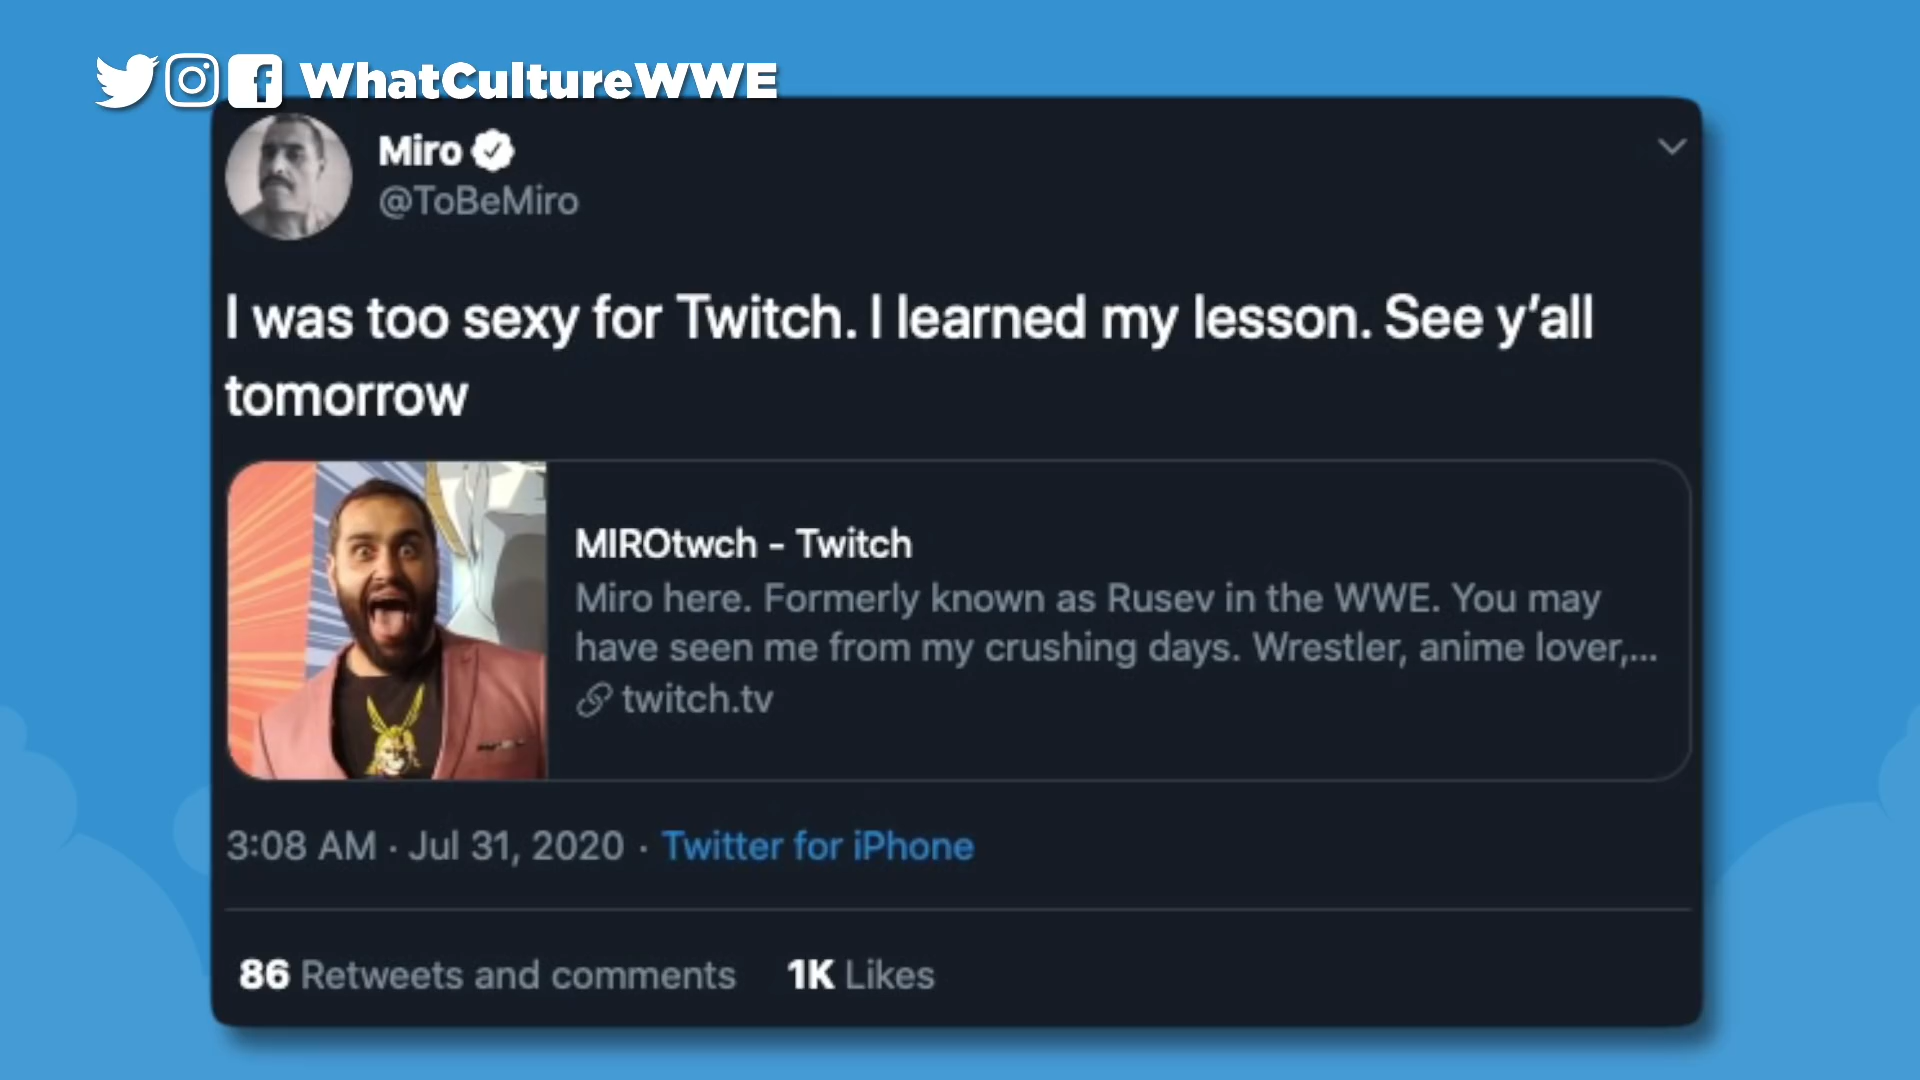 WhatCultureWWE
Miro
@ToBeMiro
I was too sexy for Twitch. I learned my lesson. See y’all
tomorrow
MIROtwch - Twitch
Miro here. Formerly known as Rusev in the WWE. You may
have seen me from my crushing days. Wrestler, anime lover,...
twitch.tv
3:08 AM · Jul 31, 2020 · Twitter for iPhone
86 Retweets and comments 1K Likes